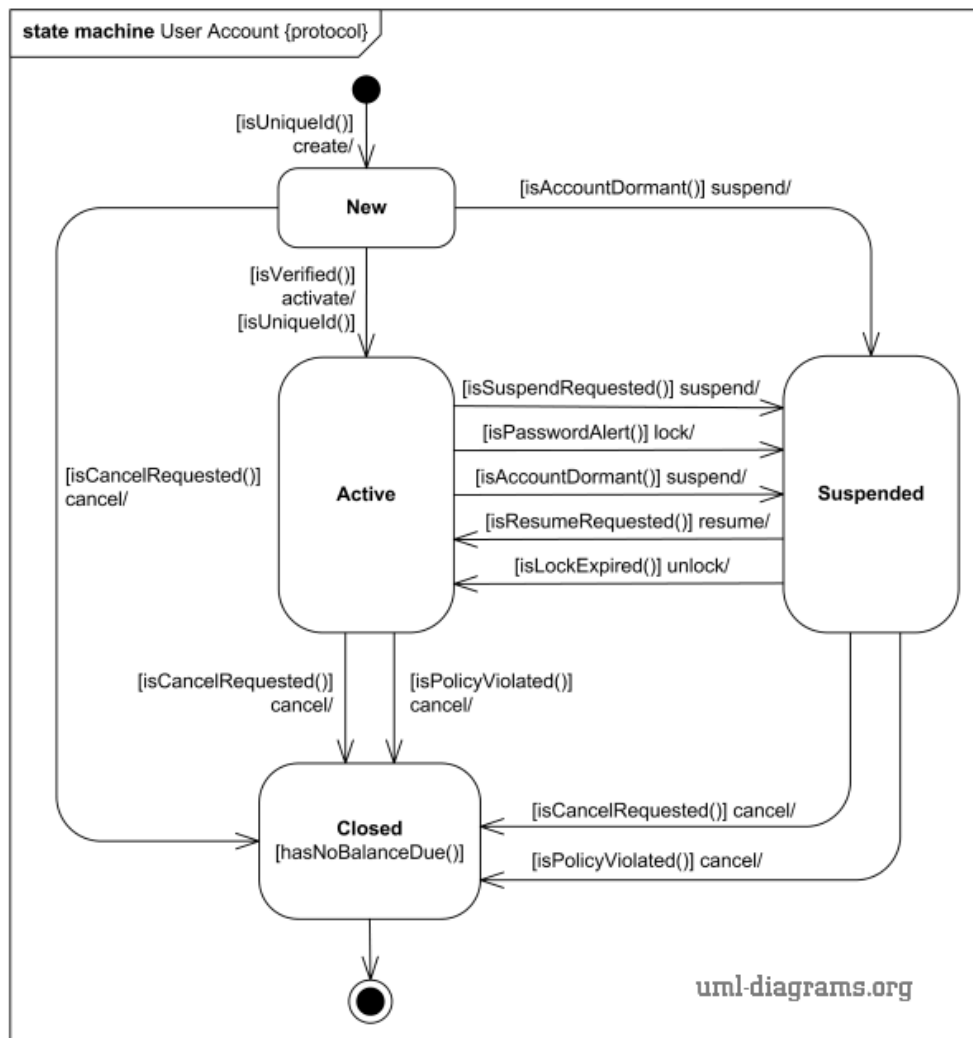 state machine User Account {protocol}
[isUniqueId()]
create/
[isAccountDormant()] suspend/
New
[isVerified()]
activate/
[isUniqueId()]
[isSuspendRequested()] suspend/
[isPasswordAlert()] lock/
[isCancelRequested()]
cancel/
Active
[isAccountDormant()] suspend/
Suspended
[isResumeRequested()] resume/
[isLockExpired()] unlock/
[isCancelRequested()]
cancel/
[isPolicyViolated()]
cancel/
[isCancelRequested()] cancel/
Closed
[hasNoBalanceDue()]
[isPolicyViolated()] cancel/
uml-diagrams.org